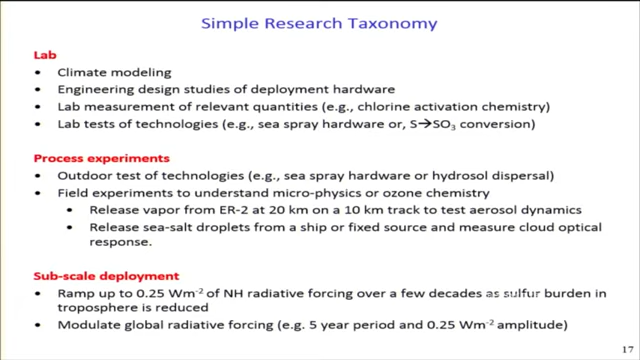 Simple Research Taxonomy
Lab
• Climate modeling
• Engineering design studies of deployment hardware
• Lab measurement of relevant quantities (e.g., chlorine activation chemistry)
• Lab tests of technologies (e.g., sea spray hardware or, S→SO3 conversion)
Process experiments
• Outdoor test of technologies (e.g., sea spray hardware or hydrosol dispersal)
• Field experiments to understand micro-physics or ozone chemistry
• Release vapor from ER-2 at 20 km on a 10 km track to test aerosol dynamics
• Release sea-salt droplets from a ship or fixed source and measure cloud optical
response.
Sub-scale deployment
• Ramp up to 0.25 Wm-2 of NH radiative forcing over a few decades as sulfur burden in
troposphere is reduced
• Modulate global radiative forcing (e.g. 5 year period and 0.25 Wm-2 amplitude)
17